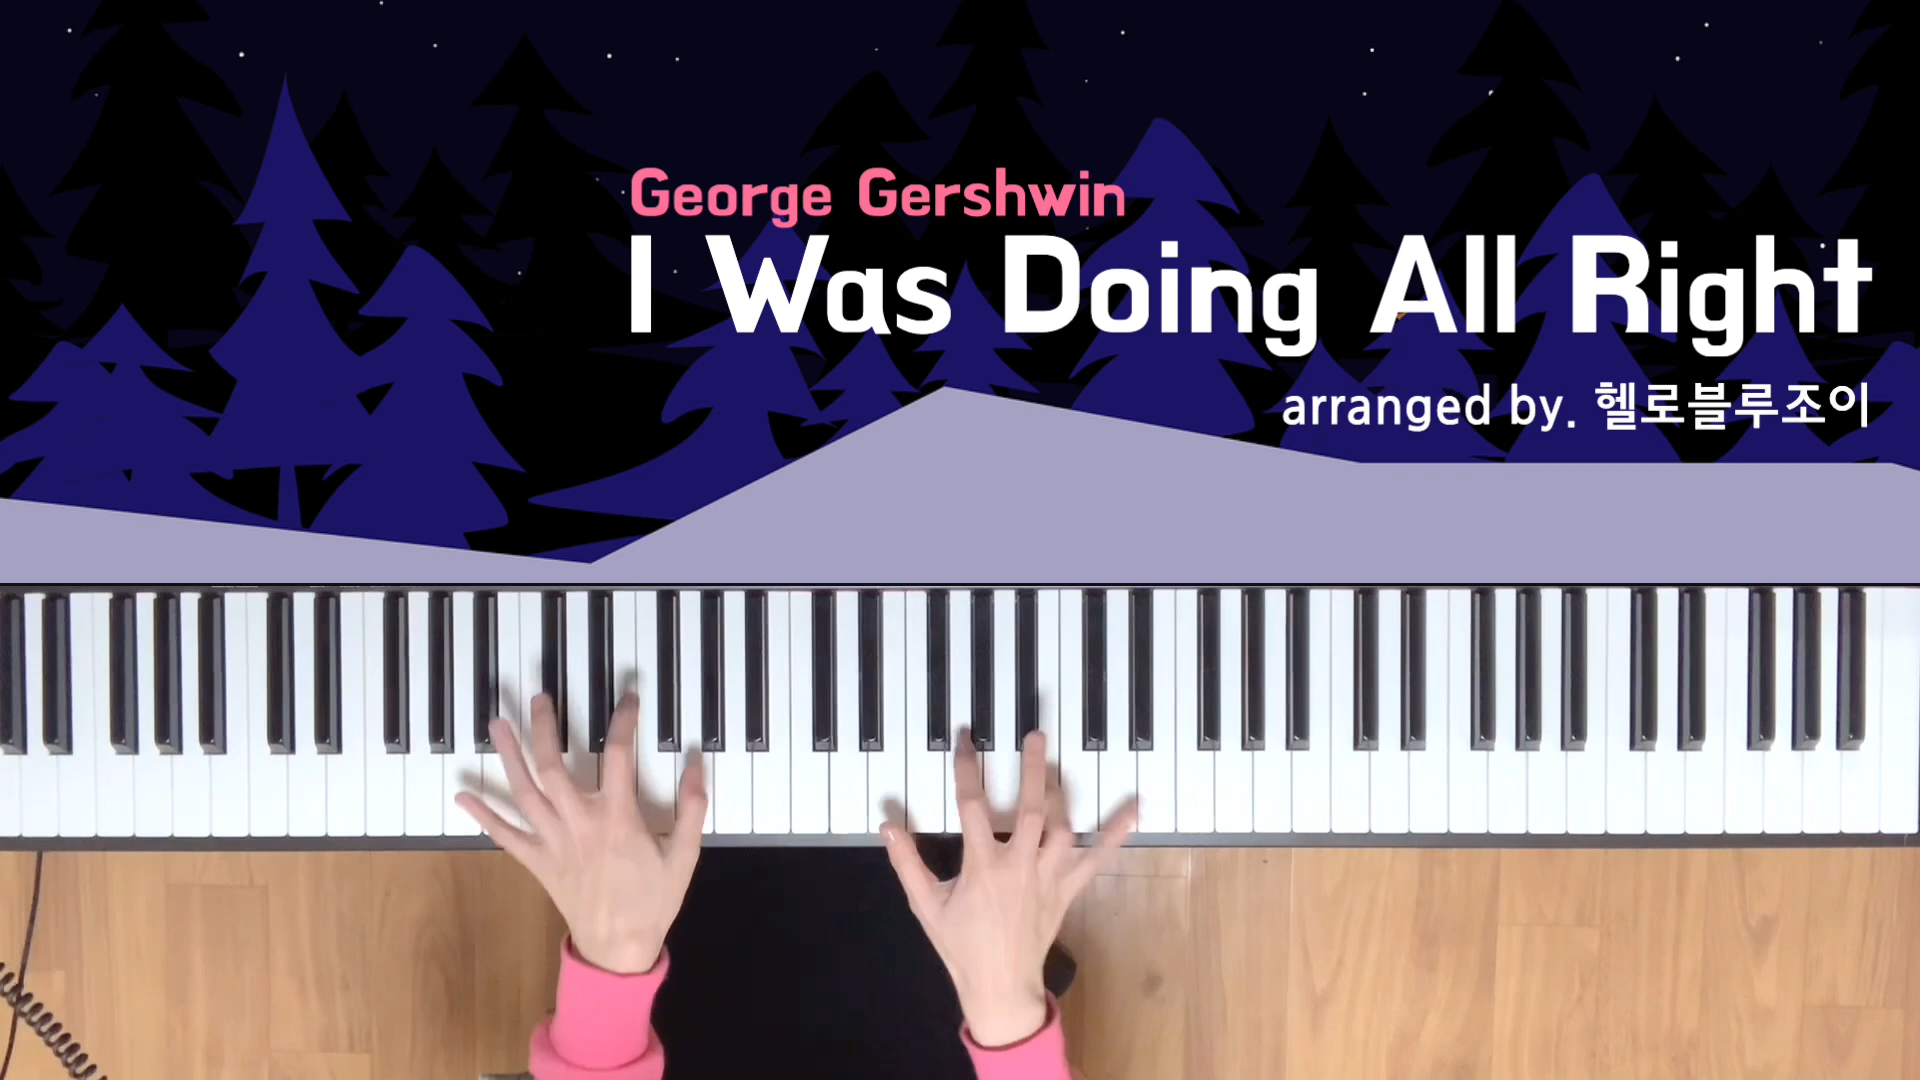 George Gershwin
I Was Doing All Right
arranged by. 헬로블루조이